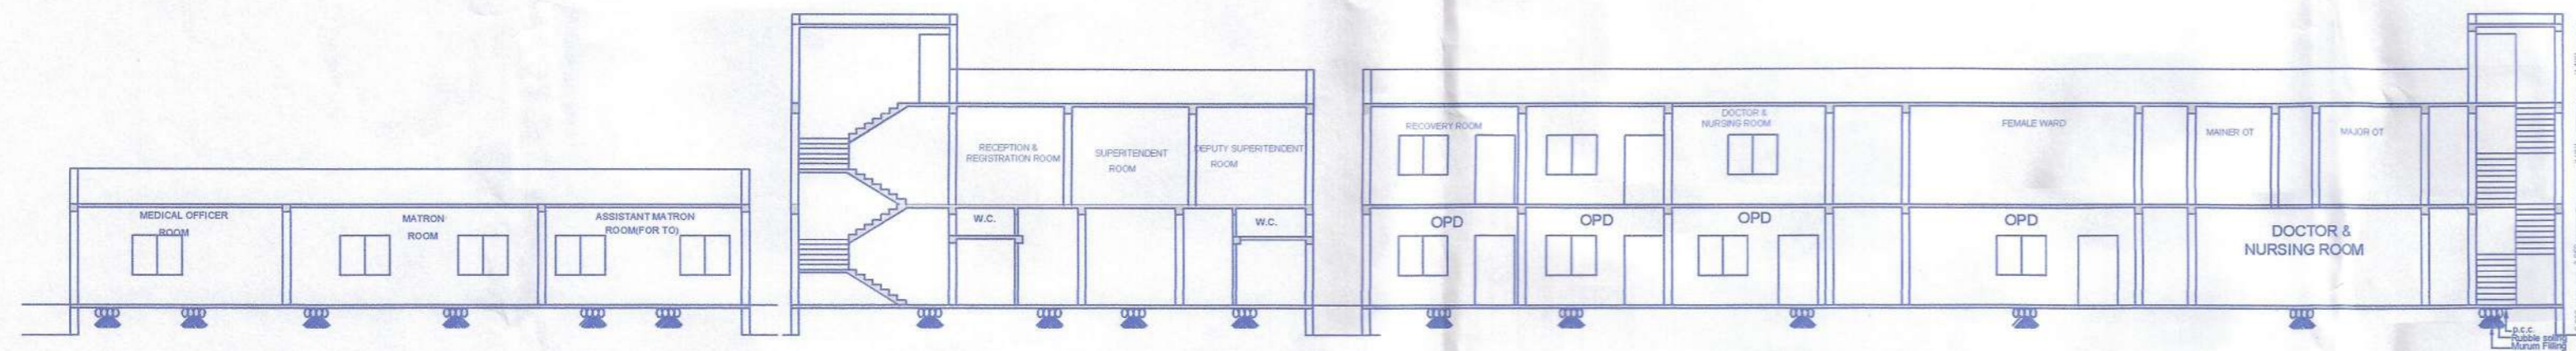 MEDICAL OFFICER
ROOM
MATRON
ROOM
ASSISTANT MATRON
ROOM(FOR TO)
RECEPTION &
REGISTRATION ROOM
SUPERITENDENT
ROOM
DEPUTY SUPERITENDENT
ROOM
W.C.
W.C.
RECOVERY ROOM
DOCTOR &
NURSING ROOM
FEMALE WARD
MAINER OT
MAJOR OT
OPD
OPD
OPD
OPD
DOCTOR &
NURSING ROOM
p.c.c.
Rubble soling
Murum Filling